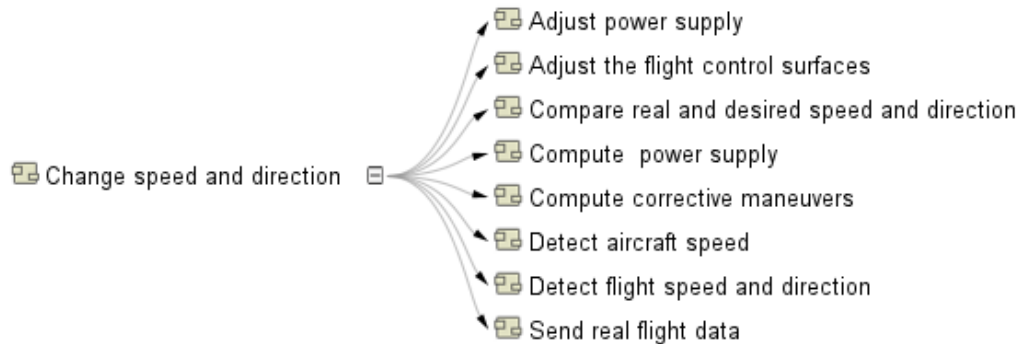 Adjust power supply
Adjust the flight control surfaces
Compare real and desired speed and direction
Compute  power supply
Change speed and direction
Compute corrective maneuvers
Detect aircraft speed
Detect flight speed and direction
Send real flight data